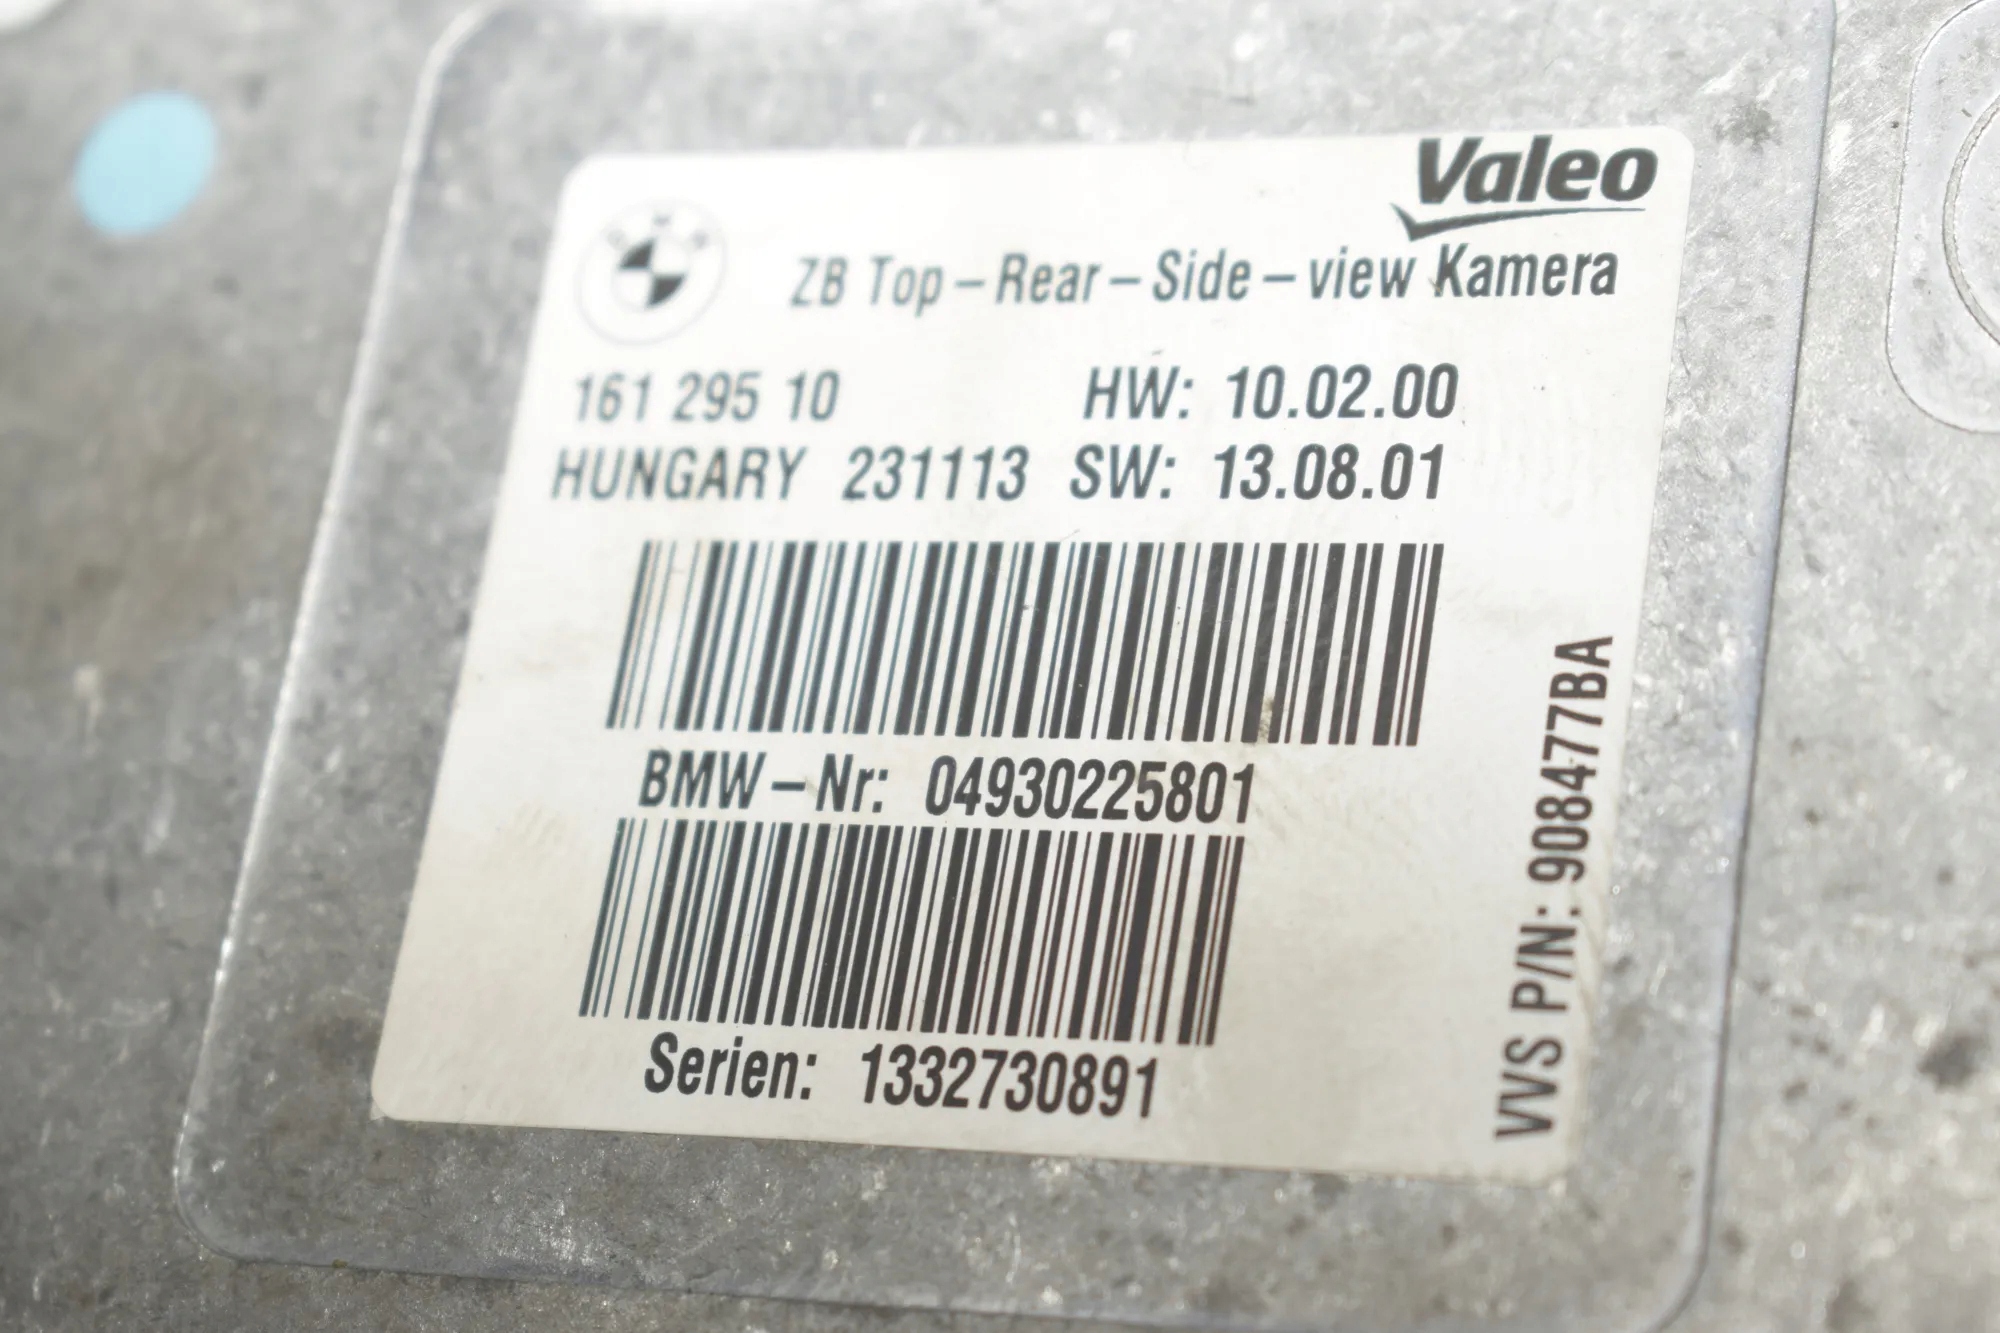 Valeo
ZB Top-Rear-Side-view Kamera
161 295 10 HW: 10.02.00
HUNGARY 231113 SW: 13.08.01
BMW-Nr: 04930225801
Serien: 1332730891
VVS P/N: 908477BA